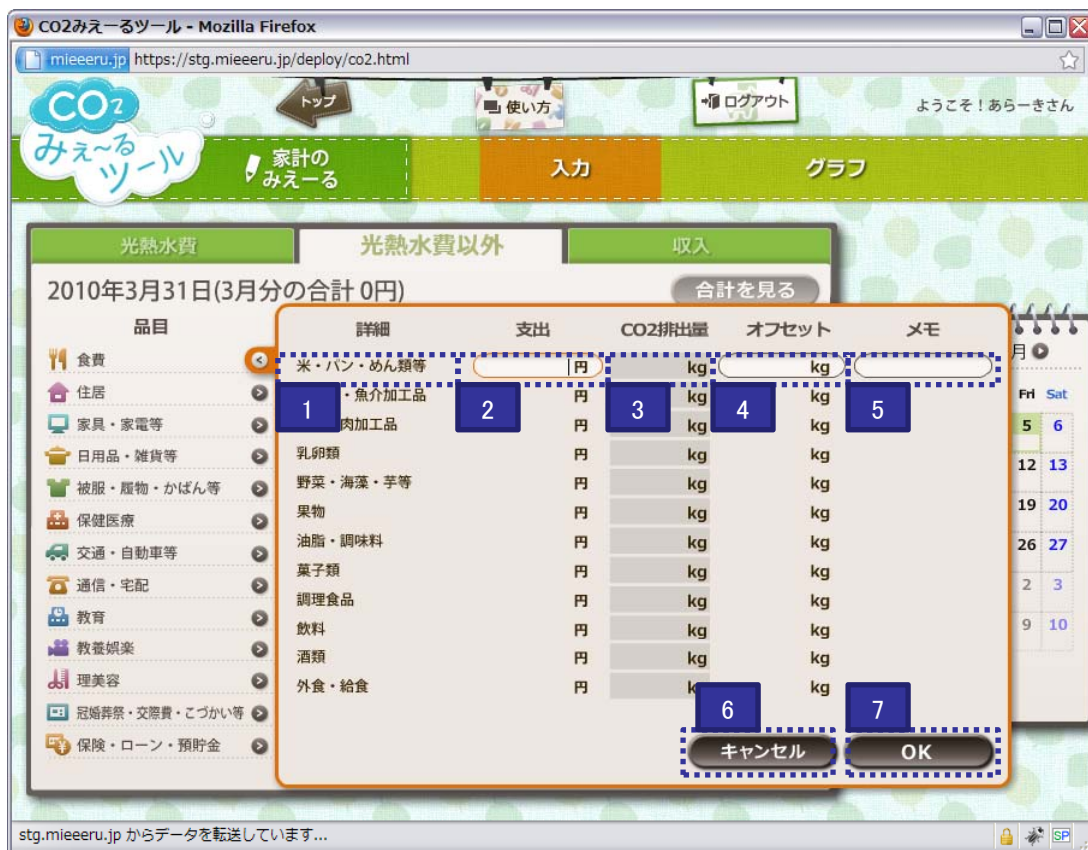 CO2みえーるツール - Mozilla Firefox
mieeeru.jp https://stg.mieeeru.jp/deploy/co2.html
CO2 みえ〜る ツール
トップ
使い方
ログアウト
ようこそ！あらーきさん
家計の みえーる
入力
グラフ
光熱水費
光熱水費以外
収入
2010年3月31日(3月分の合計 0円)
合計を見る
品目
食費
住居
家具・家電等
日用品・雑貨等
被服・履物・かばん等
保健医療
交通・自動車等
通信・宅配
教育
教養娯楽
理美容
冠婚葬祭・交際費・こづかい等
保険・ローン・預貯金
詳細 支出 CO2排出量 オフセット メモ
米・パン・めん類等 円 kg kg
1 2 3 4 5
・魚介加工品 円 kg kg
肉加工品 円 kg kg
乳卵類 円 kg kg
野菜・海藻・芋等 円 kg kg
果物 円 kg kg
油脂・調味料 円 kg kg
菓子類 円 kg kg
調理食品 円 kg kg
飲料 円 kg kg
酒類 円 kg kg
外食・給食 円 kg
6 7
キャンセル OK
月
Fri Sat
5 6
12 13
19 20
26 27
2 3
9 10
stg.mieeeru.jp からデータを転送しています...
SP